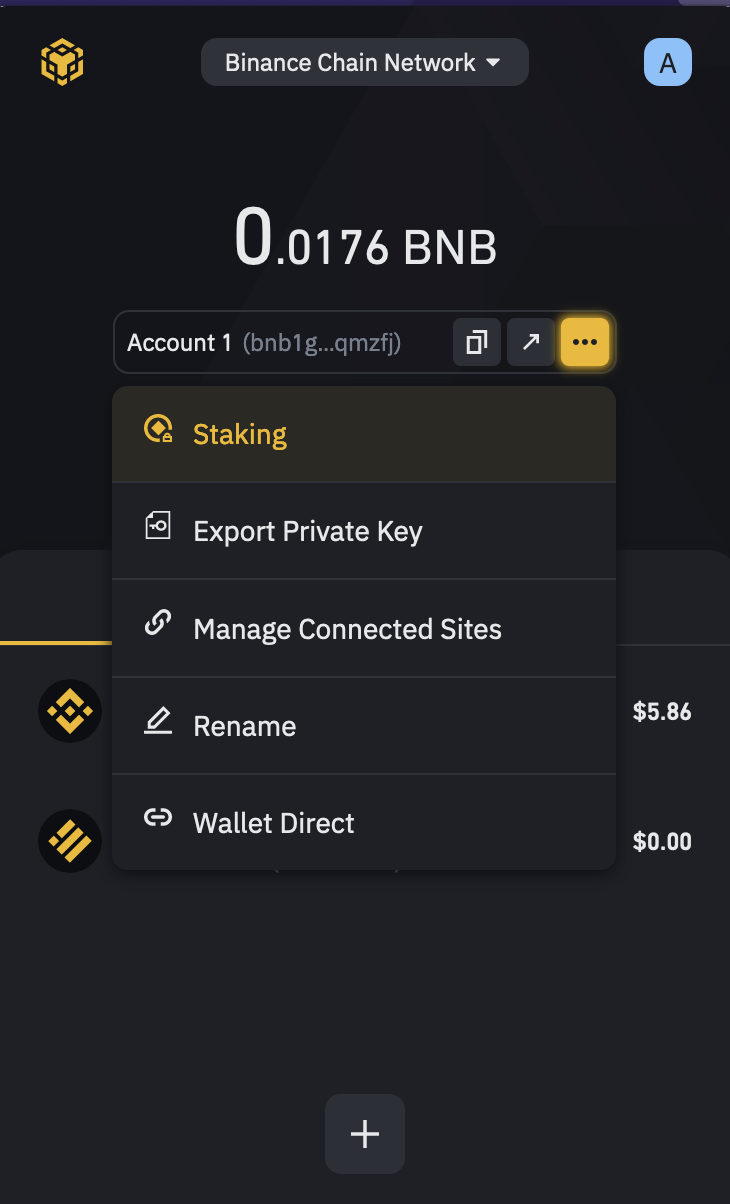 Binance Chain Network
A
0.0176 BNB
Account 1 (bnb1g...qmzfj)
Staking
Export Private Key
Manage Connected Sites
Rename
$5.86
Wallet Direct
$0.00